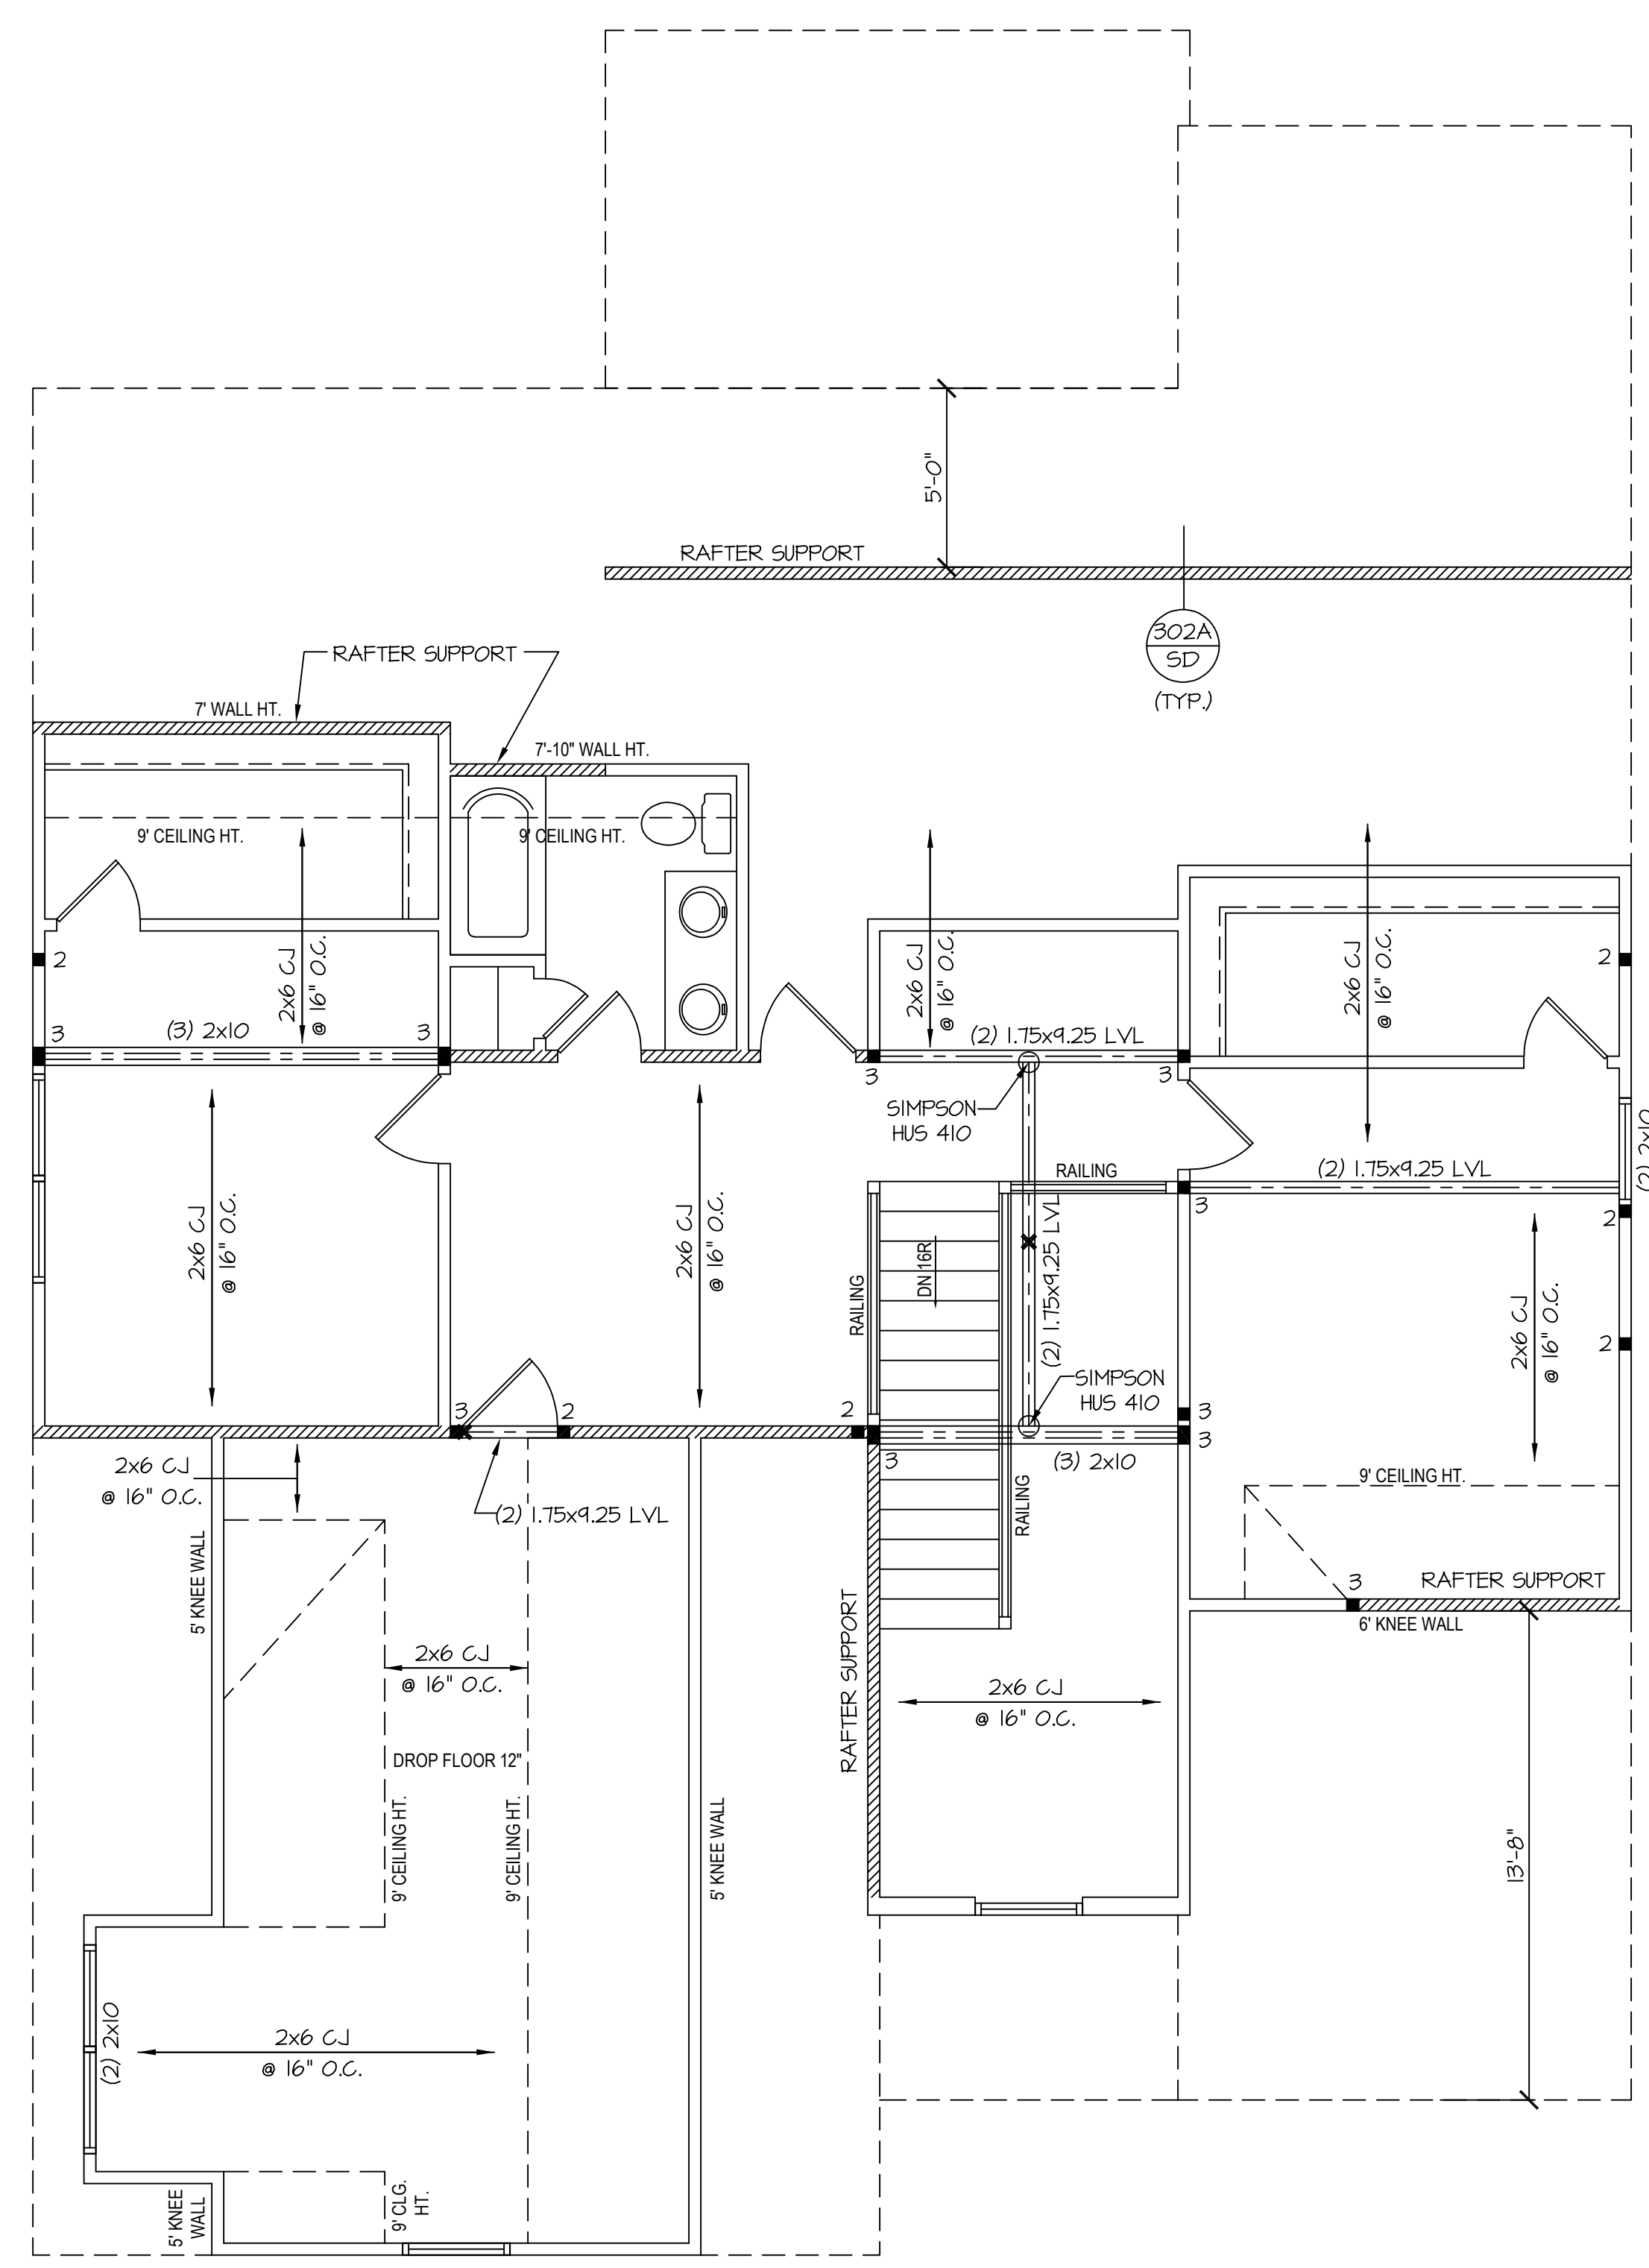 5'-0"
RAFTER SUPPORT
302A
SD
(TYP.)
RAFTER SUPPORT
7' WALL HT.
7'-10" WALL HT.
9' CEILING HT.
9' CEILING HT.
2
2x6 CJ
@ 16" O.C.
2x6 CJ
@ 16" O.C.
2x6 CJ
@ 16" O.C.
2
3
(3) 2x10
3
(2) 1.75x9.25 LVL
3
3
SIMPSON
HUS 410
RAILING
(2) 1.75x9.25 LVL
(2) 2x10
3
2
2x6 CJ
@ 16" O.C.
2x6 CJ
@ 16" O.C.
RAILING
DN 16R
(2) 1.75x9.25 LVL
2x6 CJ
@ 16" O.C.
2
SIMPSON
HUS 410
3
2
2
3
3
3
(3) 2x10
2x6 CJ
@ 16" O.C.
(2) 1.75x9.25 LVL
RAILING
9' CEILING HT.
5' KNEE WALL
3
RAFTER SUPPORT
6' KNEE WALL
2x6 CJ
@ 16" O.C.
RAFTER SUPPORT
2x6 CJ
@ 16" O.C.
DROP FLOOR 12"
9' CEILING HT.
9' CEILING HT.
5' KNEE WALL
13'-8"
(2) 2x10
2x6 CJ
@ 16" O.C.
5' KNEE
WALL
9' CLG.
HT.